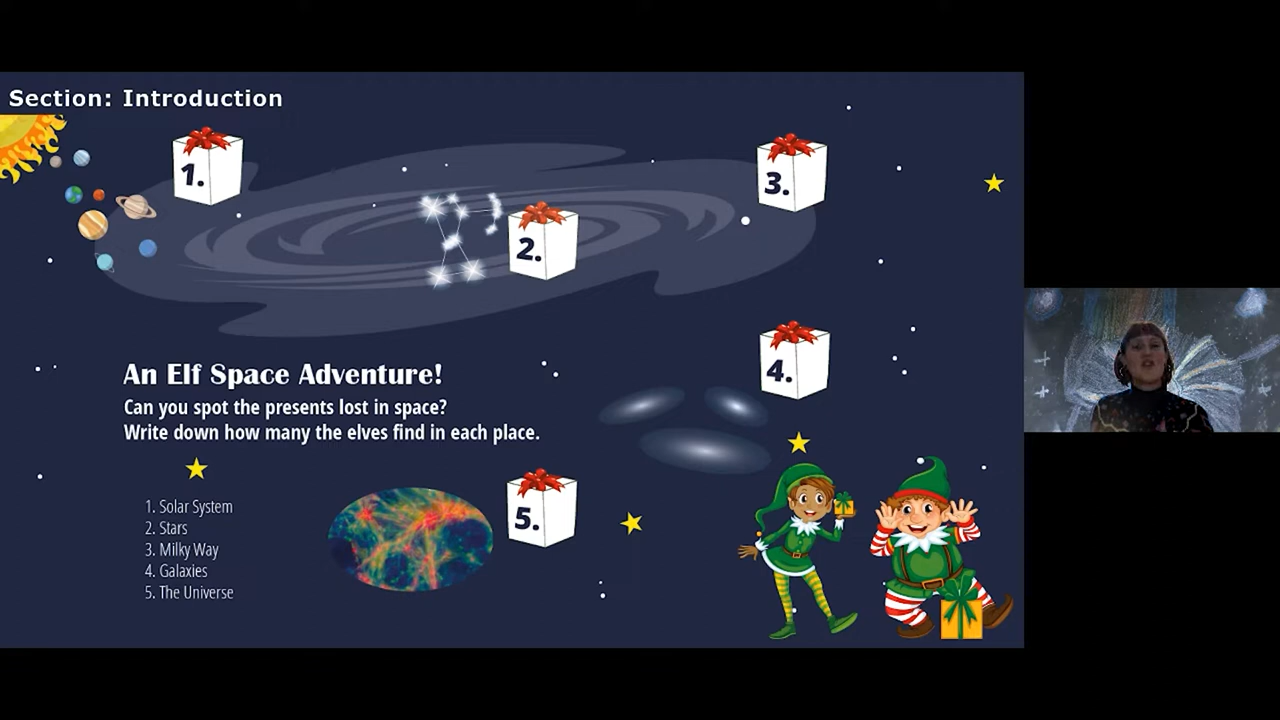 Section: Introduction
1.
3.
2.
4.
An Elf Space Adventure!
Can you spot the presents lost in space?
Write down how many the elves find in each place.
5.
1. Solar System
2. Stars
3. Milky Way
4. Galaxies
5. The Universe